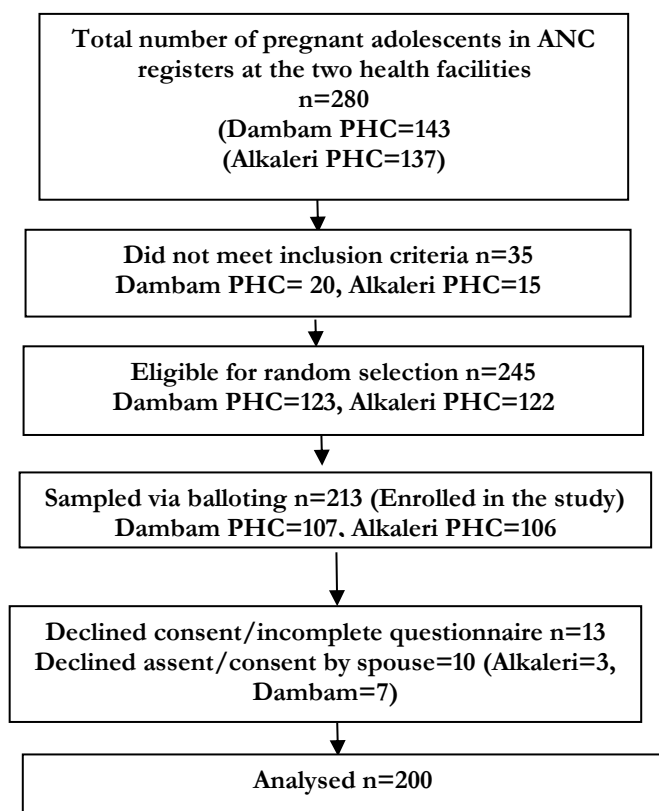 Total number of pregnant adolescents in ANC
registers at the two health facilities
n=280
(Dambam PHC=143
(Alkaleri PHC=137)
Did not meet inclusion criteria n=35
Dambam PHC= 20, Alkaleri PHC=15
Eligible for random selection n=245
Dambam PHC=123, Alkaleri PHC=122
Sampled via balloting n=213 (Enrolled in the study)
Dambam PHC=107, Alkaleri PHC=106
Declined consent/incomplete questionnaire n=13
Declined assent/consent by spouse=10 (Alkaleri=3,
Dambam=7)
Analysed n=200